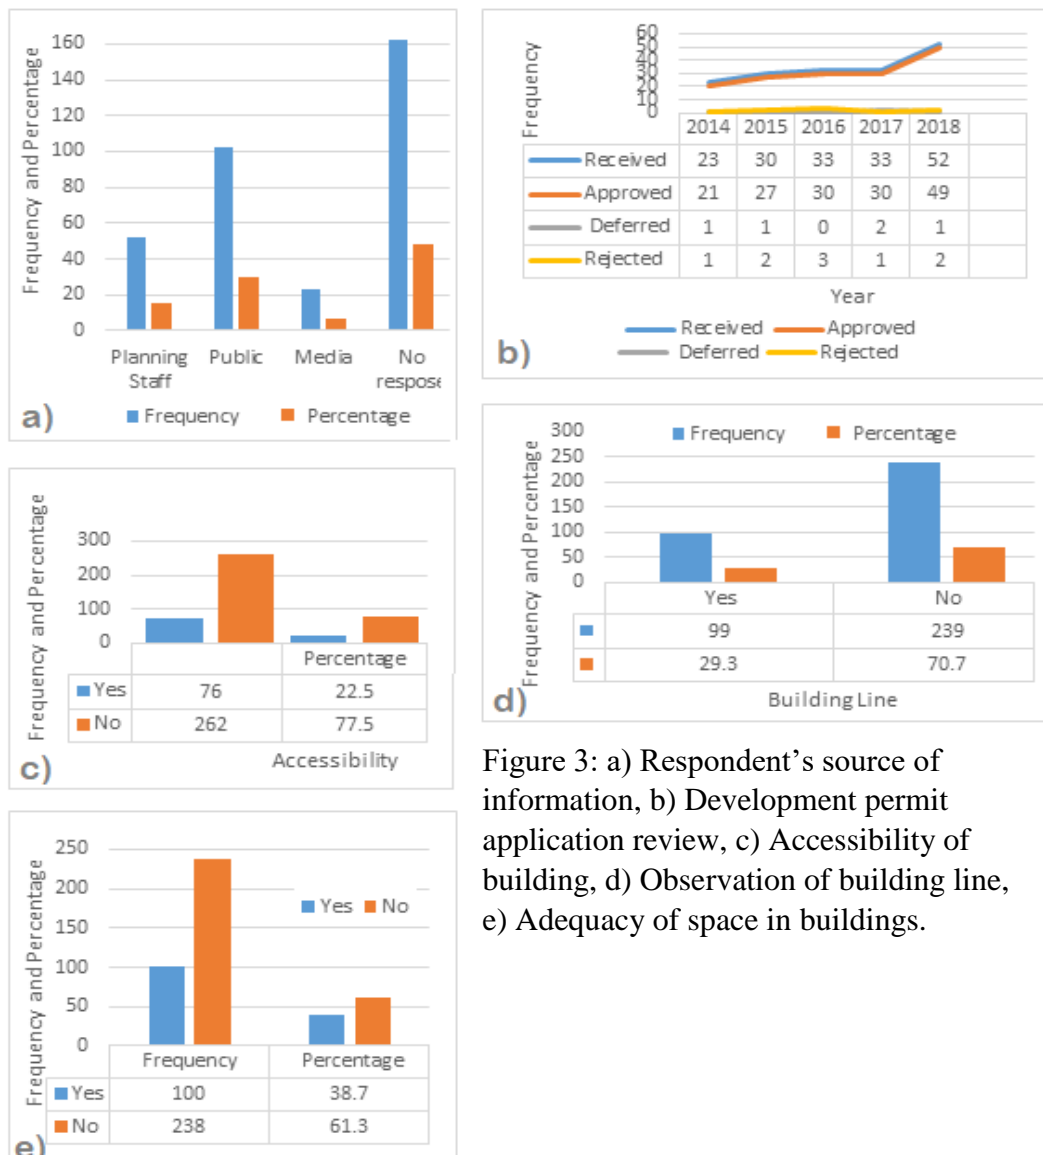 Frequency and Percentage
160
140
120
100
80
60
40
20
0
Planning Staff
Public
Media
No respose
Frequency
Percentage
a)
Frequency
60
50
40
30
20
10
0
2014 2015 2016 2017 2018
Received 23 30 33 33 52
Approved 21 27 30 30 49
Deferred 1 1 0 2 1
Rejected 1 2 3 1 2
Year
Received Approved
Deferred Rejected
b)
Frequency and Percentage
300
200
100
0
Percentage
Yes 76 22.5
No 262 77.5
Accessibility
c)
Frequency and Percentage
300
250
200
150
100
50
0
Frequency Percentage
Yes No
99 239
29.3 70.7
Building Line
d)
Frequency and Percentage
250
200
150
100
50
0
Yes No
Frequency Percentage
Yes 100 38.7
No 238 61.3
e)
Figure 3: a) Respondent’s source of
information, b) Development permit
application review, c) Accessibility of
building, d) Observation of building line,
e) Adequacy of space in buildings.